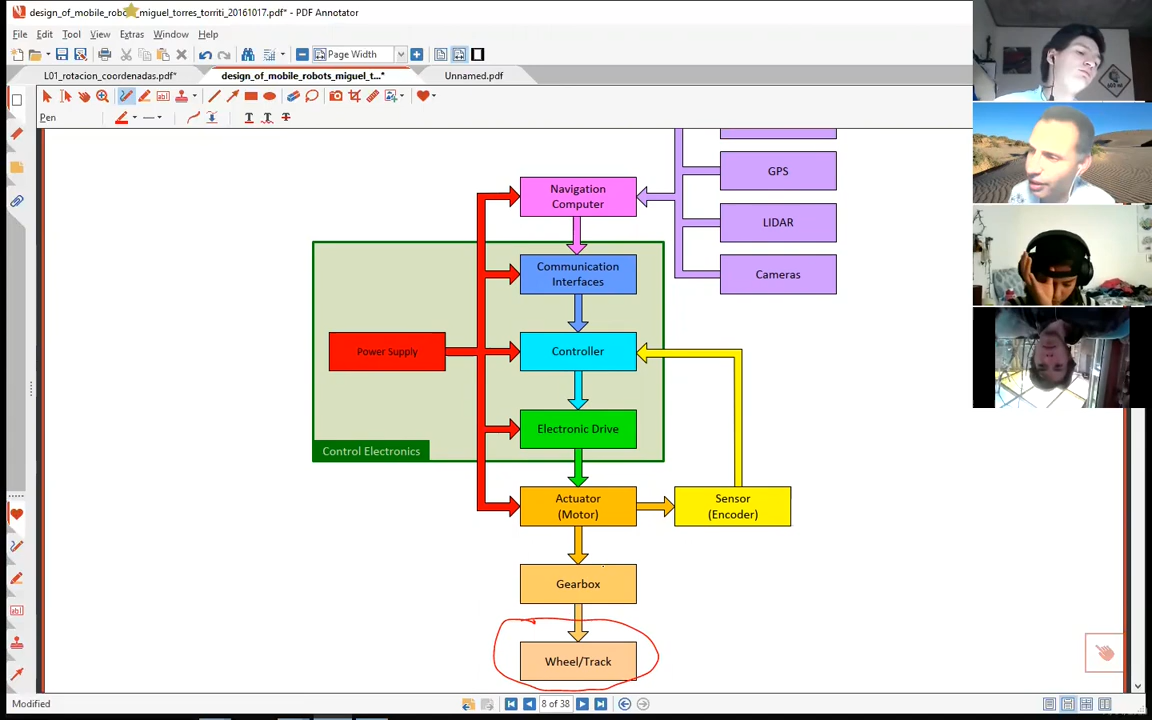 design_of_mobile_robots_miguel_torres_torriti_20161017.pdf* - PDF Annotator
File Edit Tool View Extras Window Help
Page Width
L01_rotacion_coordenadas.pdf*
design_of_mobile_robots_miguel_t...*
Unnamed.pdf
Pen
GPS
Navigation
Computer
LIDAR
Communication
Interfaces
Cameras
Power Supply
Controller
Electronic Drive
Control Electronics
Actuator
(Motor)
Sensor
(Encoder)
Gearbox
Wheel/Track
Modified
8 of 38